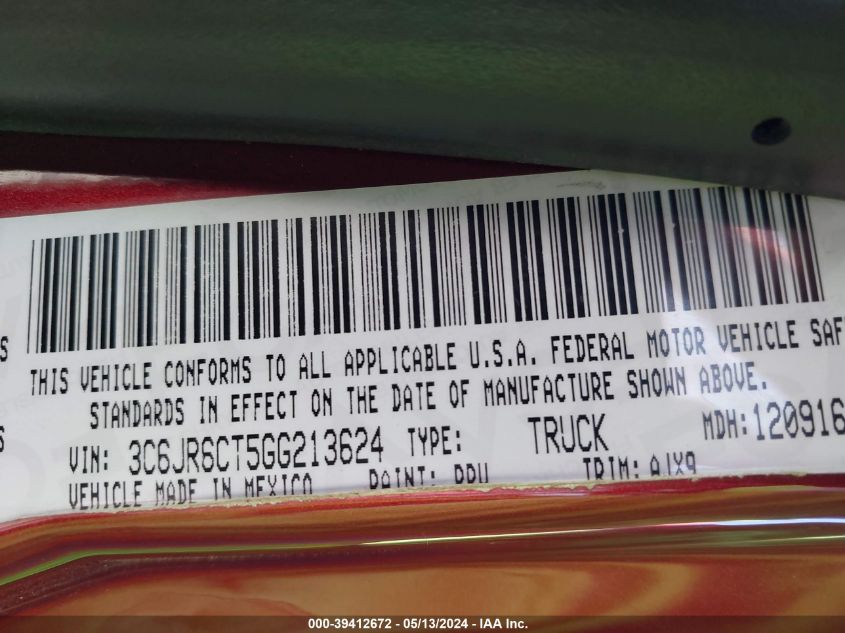 THIS VEHICLE CONFORMS TO ALL APPLICABLE U.S.A. FEDERAL MOTOR VEHICLE SAF
STANDARDS IN EFFECT ON THE DATE OF MANUFACTURE SHOWN ABOVE.
VIN: 3C6JR6CT5GG213624 TYPE: TRUCK MDH:120916
VEHICLE MADE IN MEXICO PAINT: PRU TRIM: A1X9
000-39412672 - 05/13/2024 - IAA Inc.